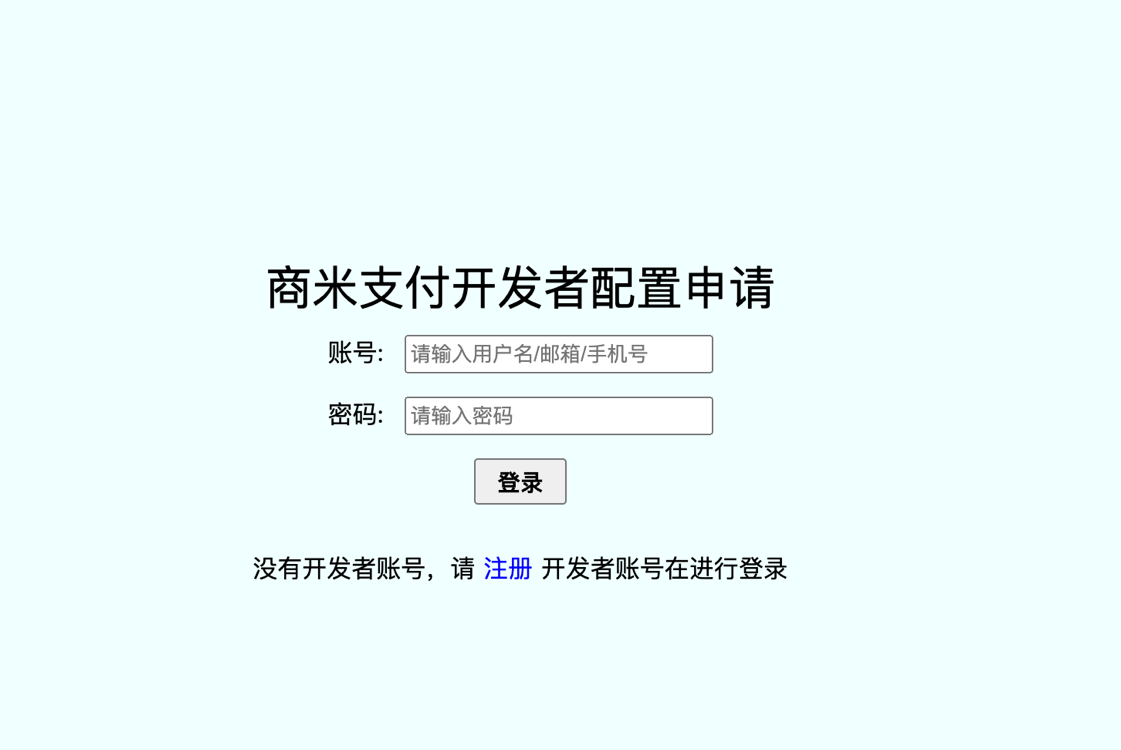 商米支付开发者配置申请
账号: 请输入用户名/邮箱/手机号
密码: 请输入密码
登录
没有开发者账号，请 注册 开发者账号在进行登录